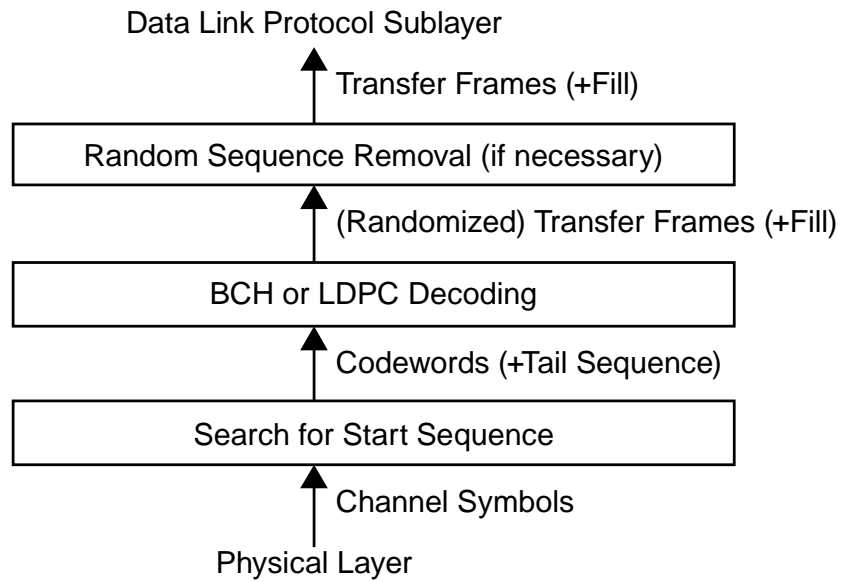 Data Link Protocol Sublayer
Transfer Frames (+Fill)
Random Sequence Removal (if necessary)
(Randomized) Transfer Frames (+Fill)
BCH or LDPC Decoding
Codewords (+Tail Sequence)
Search for Start Sequence
Channel Symbols
Physical Layer